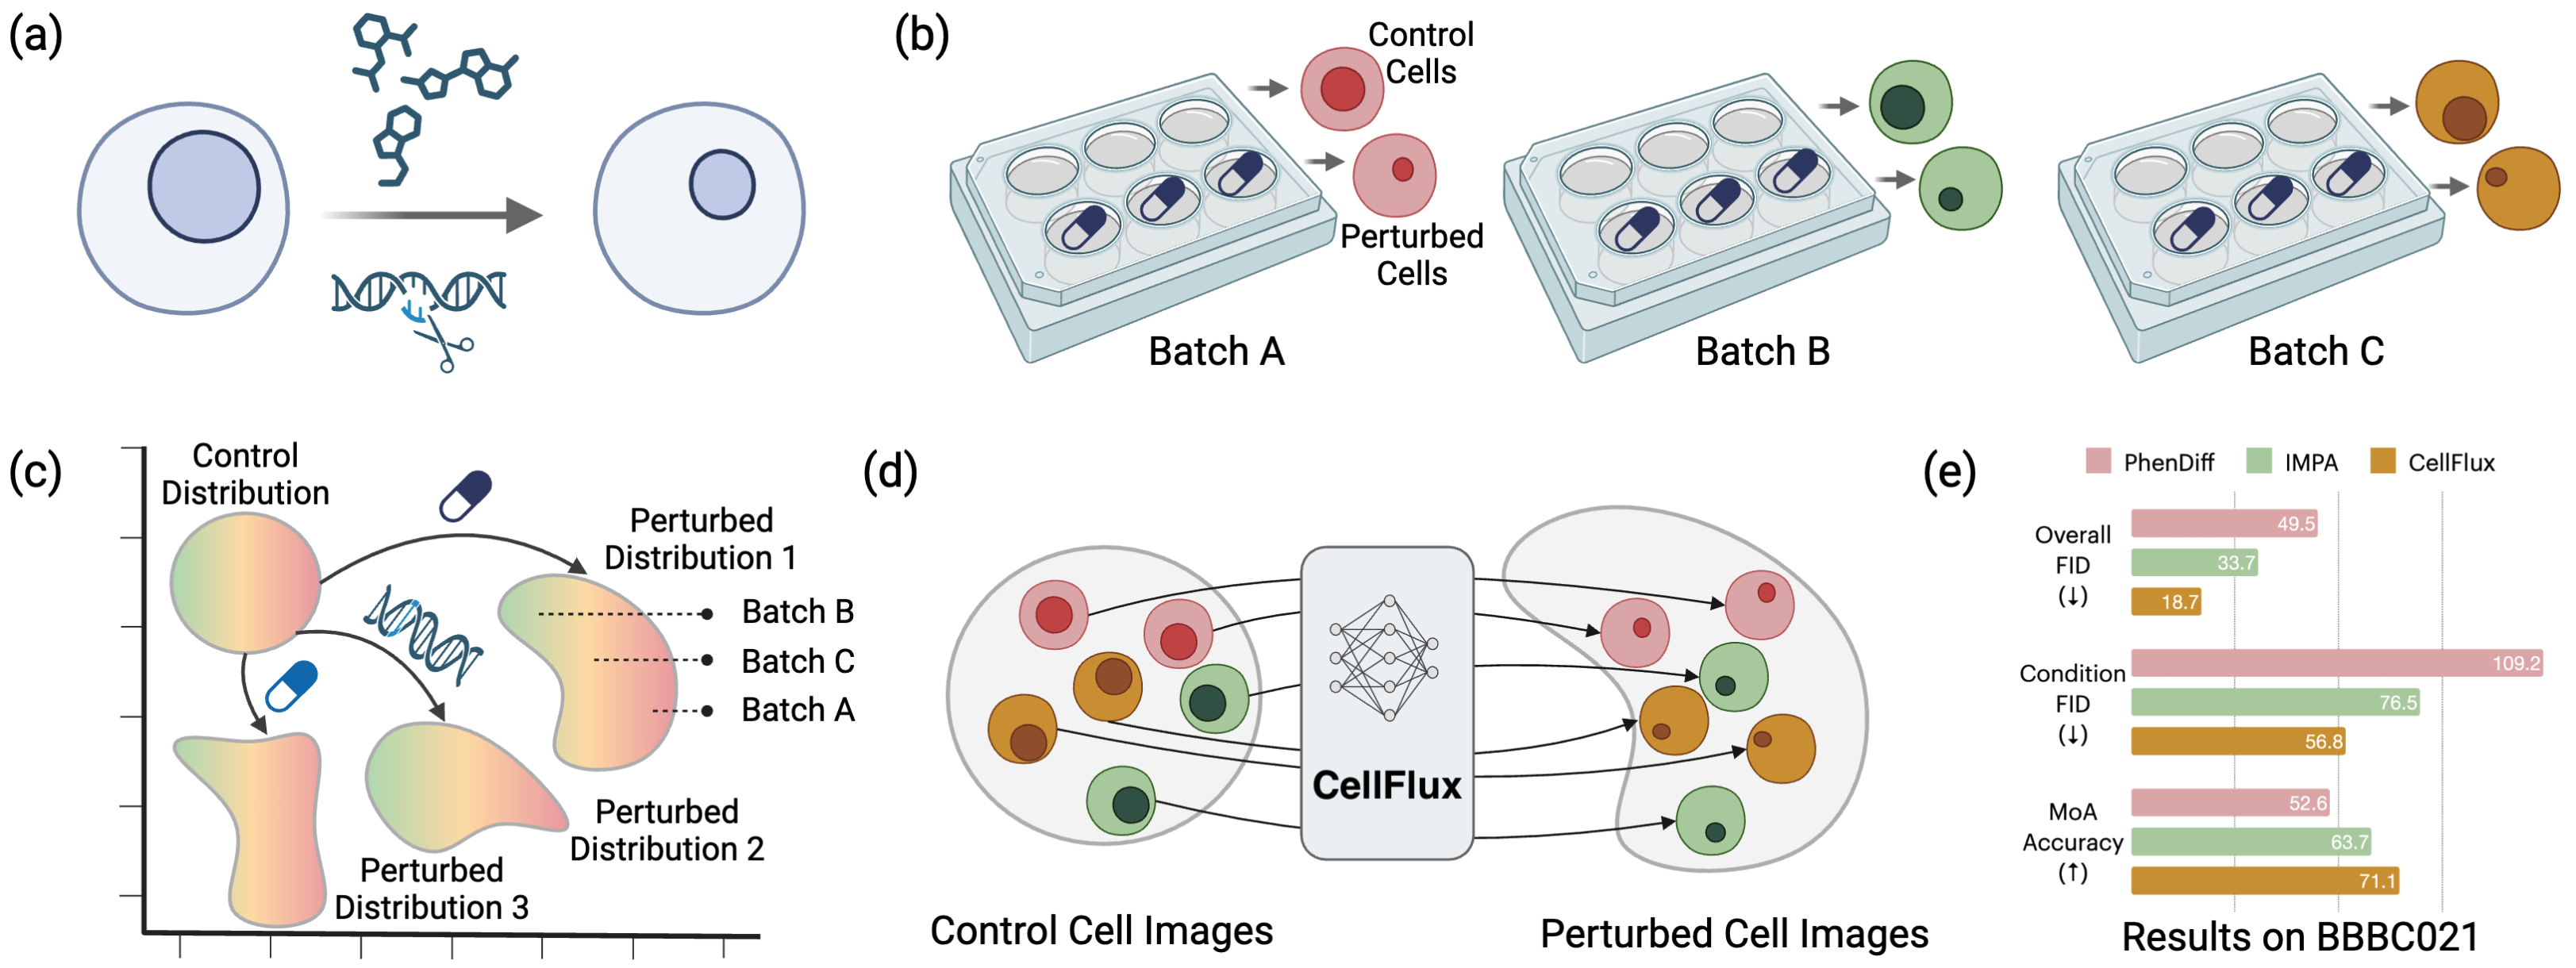 (a)
(b)
Control
Cells
Perturbed
Cells
Batch A
Batch B
Batch C
(c)
Control
Distribution
Perturbed
Distribution 1
Batch B
Batch C
Batch A
Perturbed
Distribution 2
Perturbed
Distribution 3
(d)
CellFlux
Control Cell Images
Perturbed Cell Images
(e)
PhenDiff IMPA CellFlux
Overall
FID
(↓)
49.5
33.7
18.7
Condition
FID
(↓)
109.2
76.5
56.8
MoA
Accuracy
(↑)
52.6
63.7
71.1
Results on BBBC021